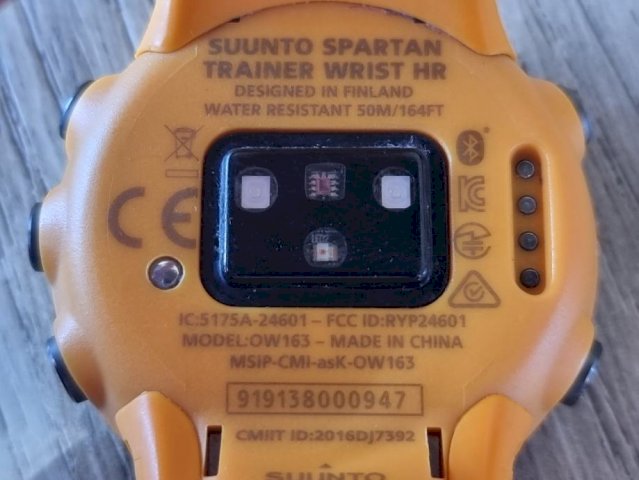 SUUNTO SPARTAN
TRAINER WRIST HR
DESIGNED IN FINLAND
WATER RESISTANT 50M/164FT
CE
IC:5175A-24601 – FCC ID:RYP24601
MODEL:OW163 – MADE IN CHINA
MSiP-CMI-asK-OW163
919138000947
CMIIT ID:2016DJ7392
SUUNTO